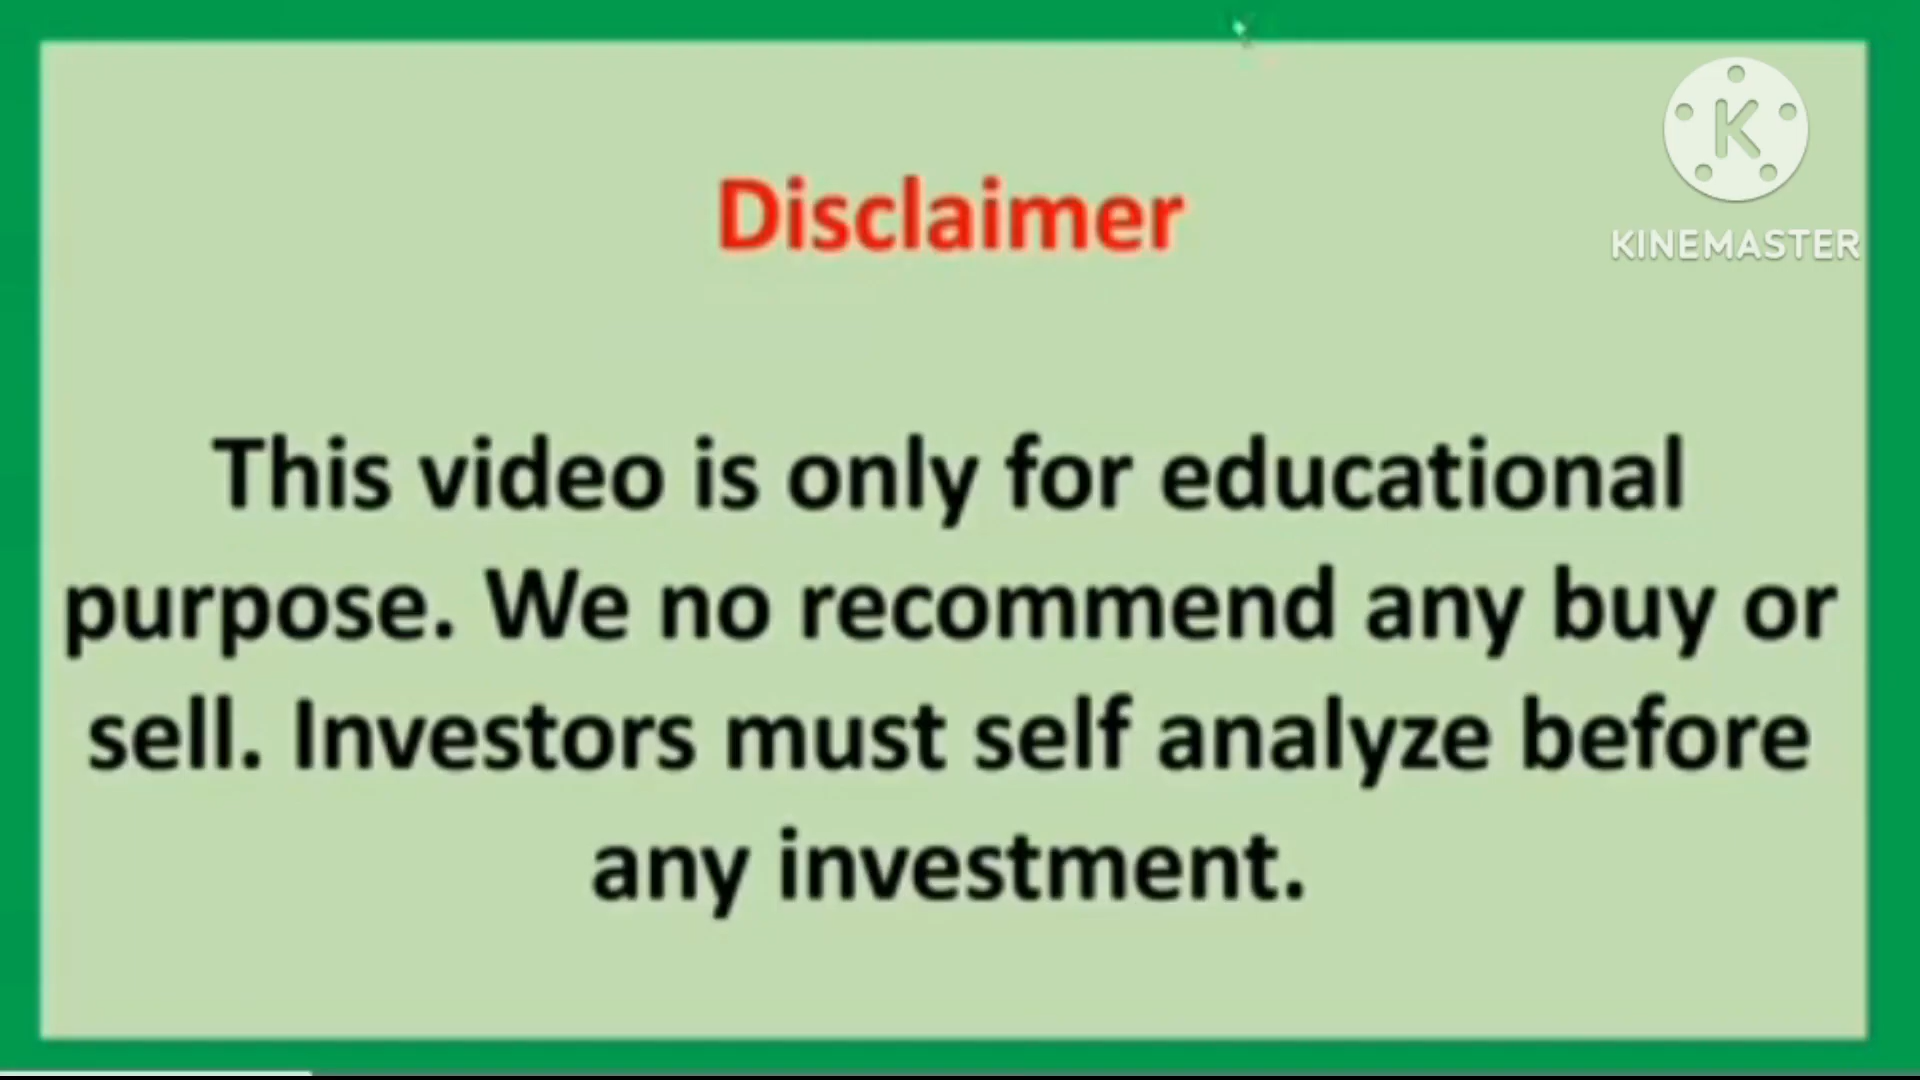 Disclaimer
K
KINEMASTER
This video is only for educational
purpose. We no recommend any buy or
sell. Investors must self analyze before
any investment.